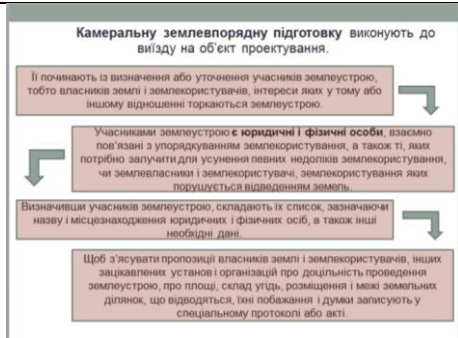 Камеральну землевпорядну підготовку виконують до
виїзду на об’єкт проектування.
Її починають із визначення або уточнення учасників землеустрою,
тобто власників землі і землекористувачів, інтереси яких у тому або
іншому відношенні торкаються землеустрою.
Учасниками землеустрою є юридичні і фізичні особи, взаємно
пов’язані з упорядкуванням землекористування, а також ті, яких
потрібно залучити для усунення певних недоліків землекористування,
чи землевласники і землекористувачі, землекористування яких
порушується відведенням земель.
Визначивши учасників землеустрою, складають їх список, зазначаючи
назву і місцезнаходження юридичних і фізичних осіб, а також інші
необхідні дані.
Щоб з’ясувати пропозиції власників землі і землекористувачів, інших
зацікавлених установ і організацій про доцільність проведення
землеустрою, про площі, склад угідь, розміщення і межі земельних
ділянок, що відводяться, їхні побажання і думки записують у
спеціальному протоколі або акті.